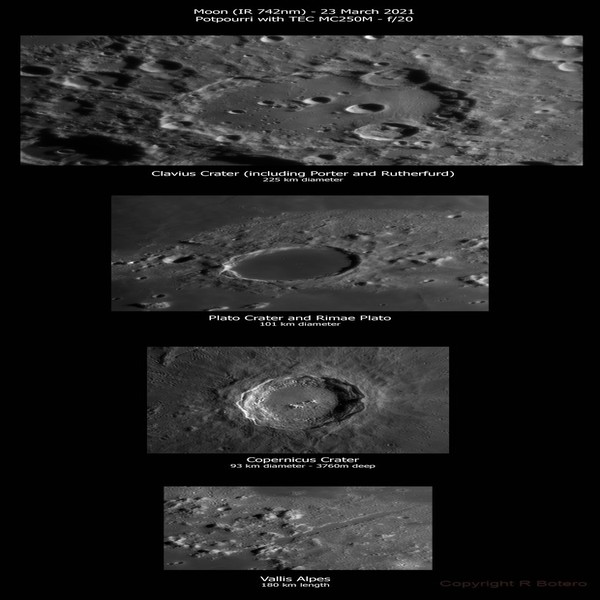 Moon (IR 742nm) - 23 March 2021
Potpourri with TEC MC250M - f/20
Clavius Crater (including Porter and Rutherfurd)
225 km diameter
Plato Crater and Rimae Plato
101 km diameter
Copernicus Crater
93 km diameter - 3760m deep
Vallis Alpes
180 km length
Copyright R Botero